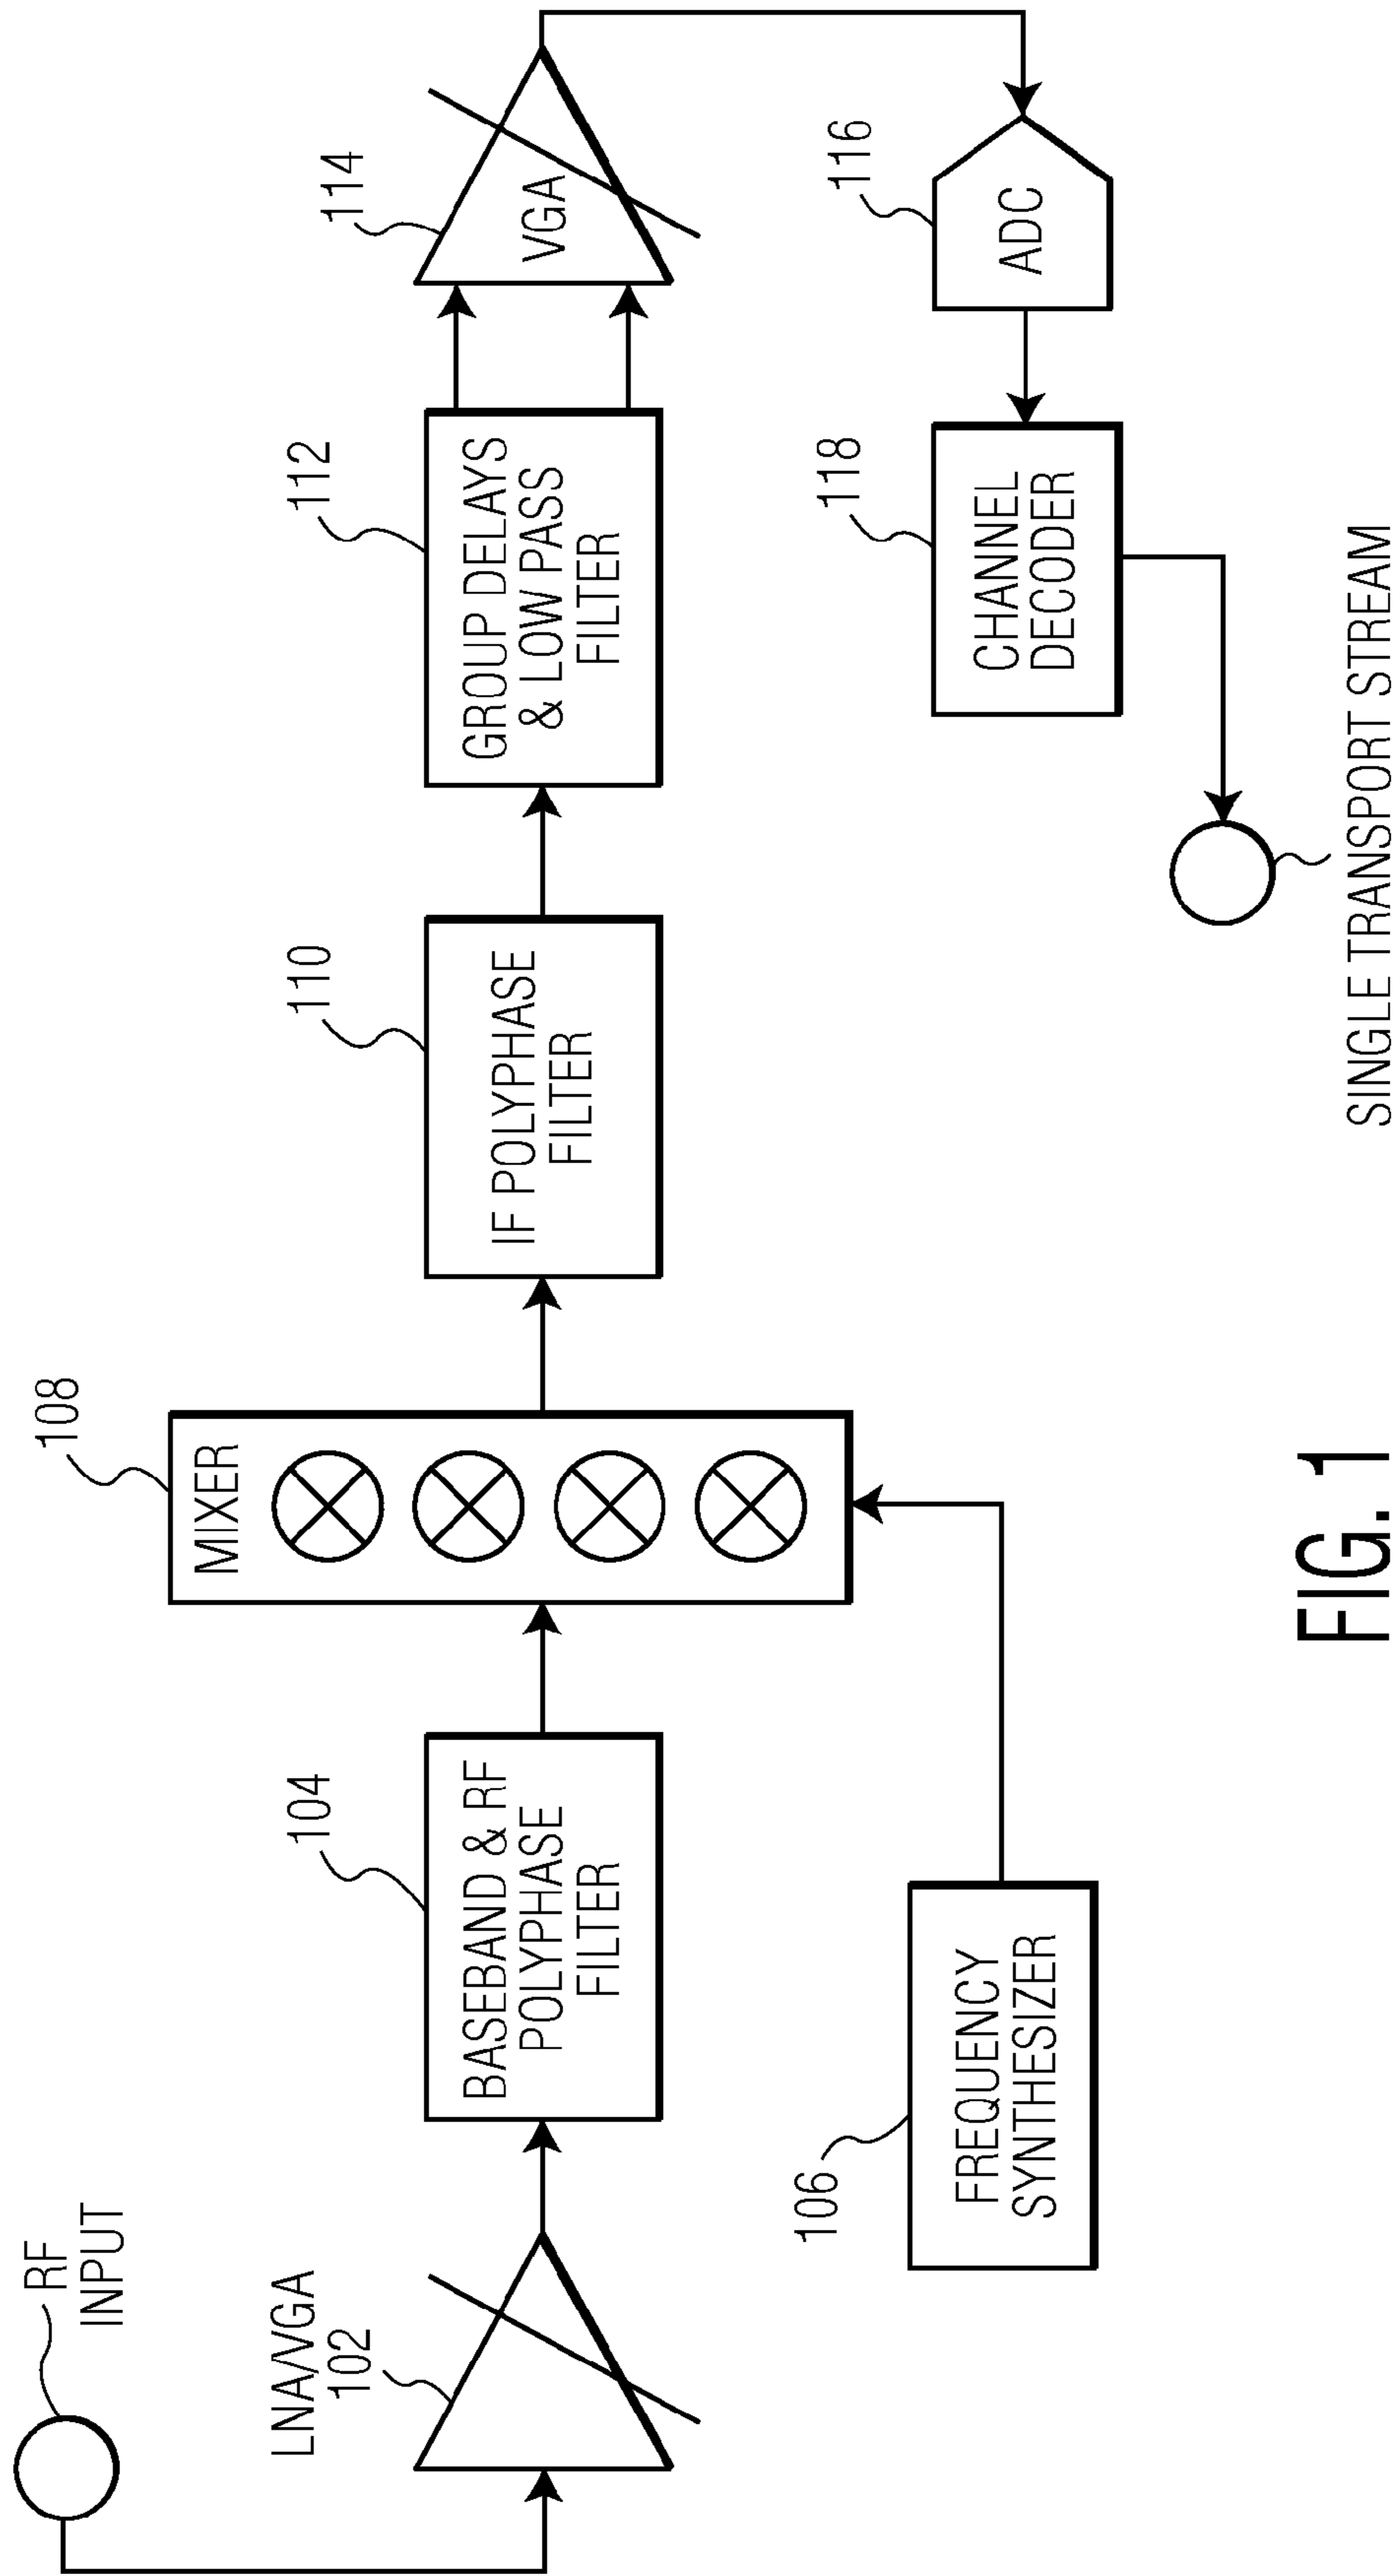 RF
INPUT
LNA/VGA
102
104
BASEBAND & RF
POLYPHASE
FILTER
106
FREQUENCY
SYNTHESIZER
108
MIXER
110
IF POLYPHASE
FILTER
112
GROUP DELAYS
& LOW PASS
FILTER
114
VGA
116
ADC
118
CHANNEL
DECODER
SINGLE TRANSPORT STREAM
FIG. 1